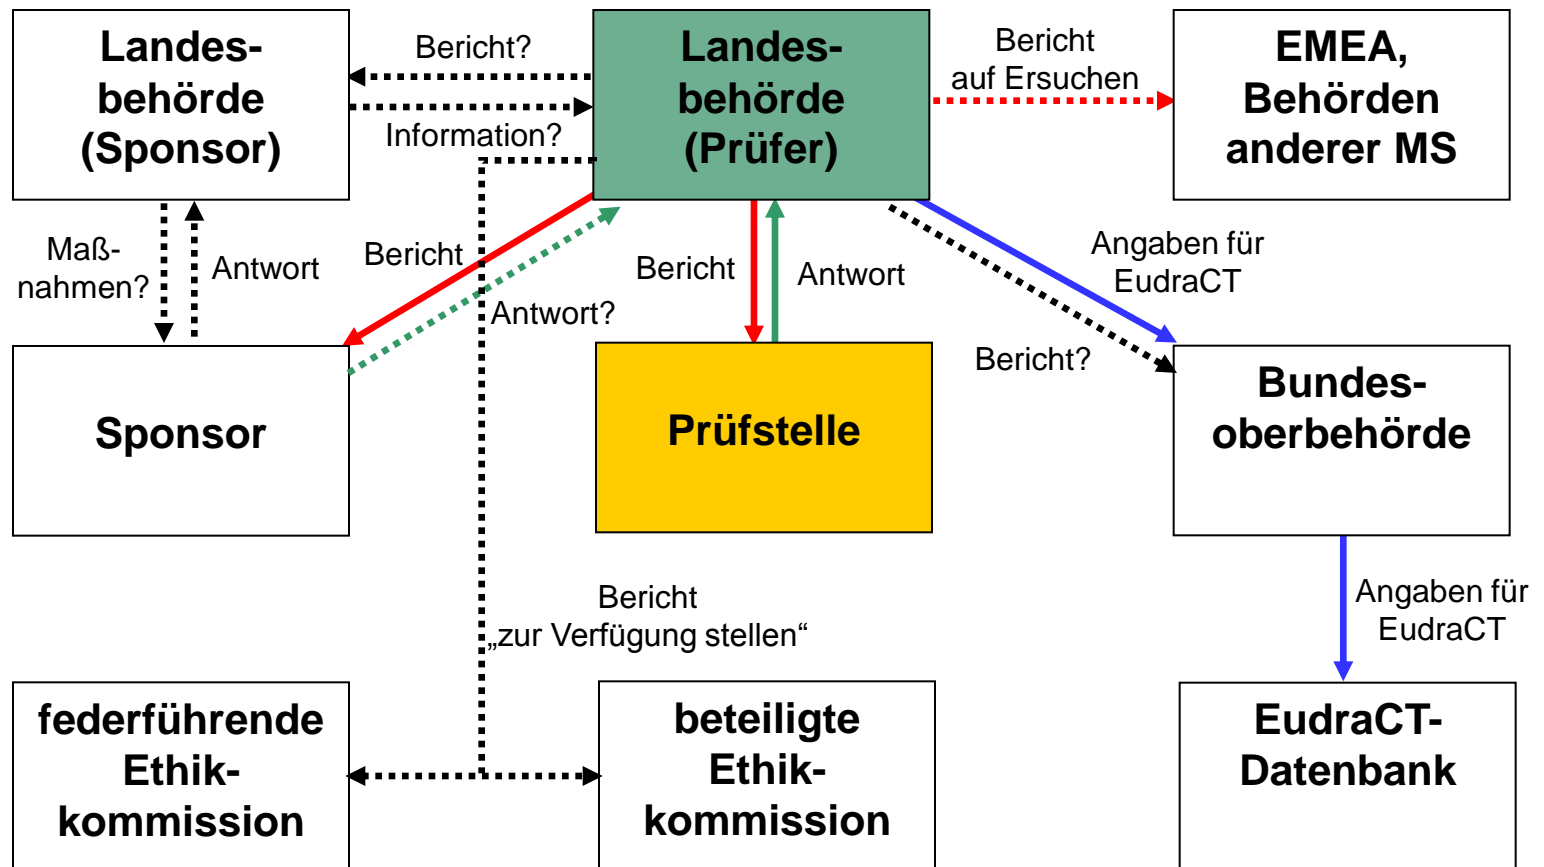 Landes-
behörde
(Sponsor)
Bericht?
Information?
Landes-
behörde
(Prüfer)
Bericht
auf Ersuchen
EMEA,
Behörden
anderer MS
Maß-
nahmen?
Antwort
Bericht
Antwort?
Bericht
Antwort
Angaben für
EudraCT
Bericht?
Sponsor
Prüfstelle
Bundes-
oberbehörde
Bericht
„zur Verfügung stellen“
Angaben für
EudraCT
federführende
Ethik-
kommission
beteiligte
Ethik-
kommission
EudraCT-
Datenbank